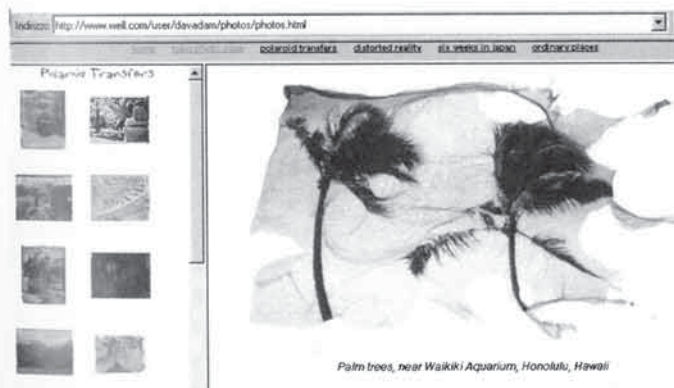 Indirizzo http://www.well.com/user/davadam/photos/photos.html
home polaroid transfers distorted reality six weeks in japan ordinary places
Polaroid Transfers
Palm trees, near Waikiki Aquarium, Honolulu, Hawaii